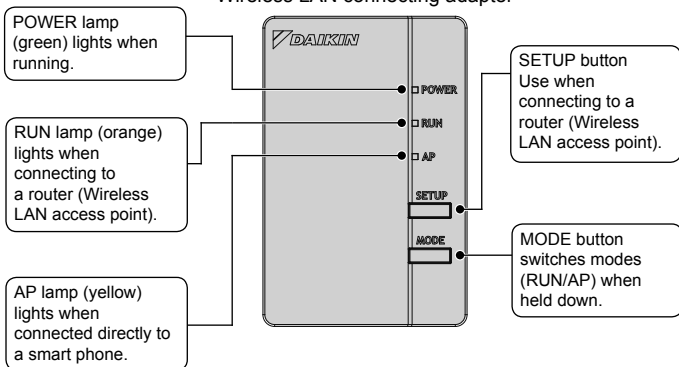 Wireless LAN connecting adapter
POWER lamp
(green) lights when
running.
RUN lamp (orange)
lights when
connecting to
a router (Wireless
LAN access point).
AP lamp (yellow)
lights when
connected directly to
a smart phone.
DAIKIN
POWER
RUN
AP
SETUP
MODE
SETUP button
Use when
connecting to a
router (Wireless
LAN access point).
MODE button
switches modes
(RUN/AP) when
held down.